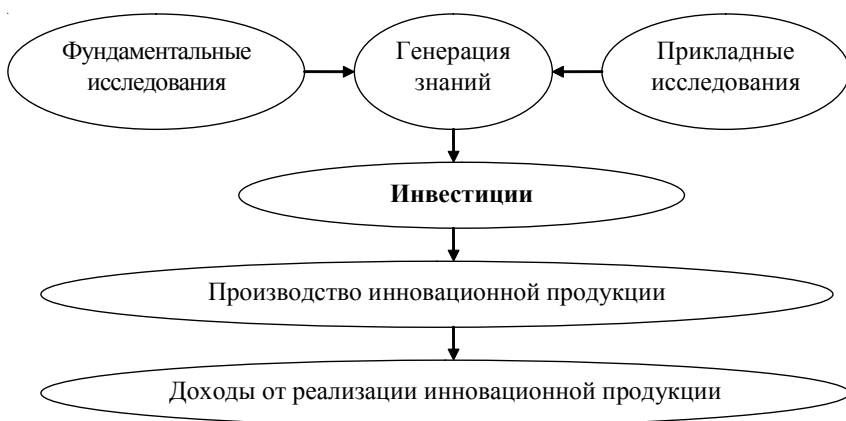 Фундаментальные
исследования
Генерация
знаний
Прикладные
исследования
Инвестиции
Производство инновационной продукции
Доходы от реализации инновационной продукции